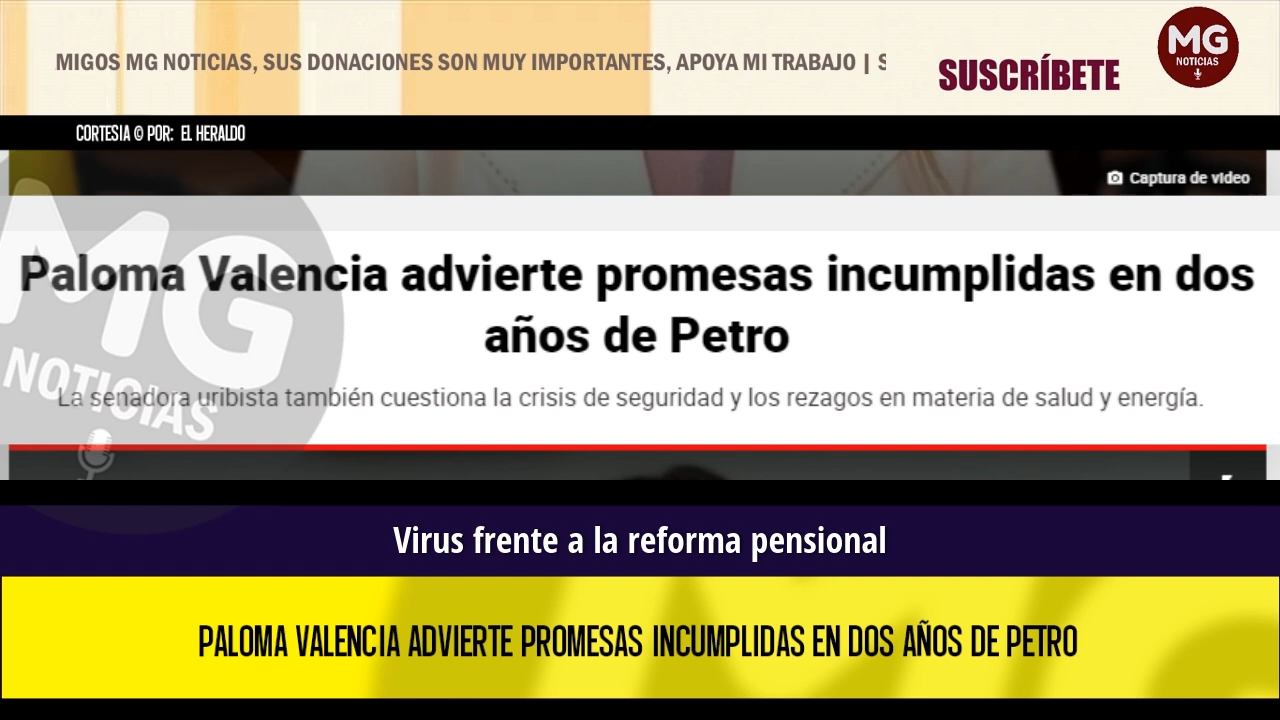 MIGOS MG NOTICIAS, SUS DONACIONES SON MUY IMPORTANTES, APOYA MI TRABAJO | S
SUSCRÍBETE
MG
NOTICIAS
CORTESIA © POR: EL HERALDO
Captura de video
Paloma Valencia advierte promesas incumplidas en dos
años de Petro
La senadora uribista también cuestiona la crisis de seguridad y los rezagos en materia de salud y energía.
MG
NOTICIAS
Virus frente a la reforma pensional
PALOMA VALENCIA ADVIERTE PROMESAS INCUMPLIDAS EN DOS AÑOS DE PETRO